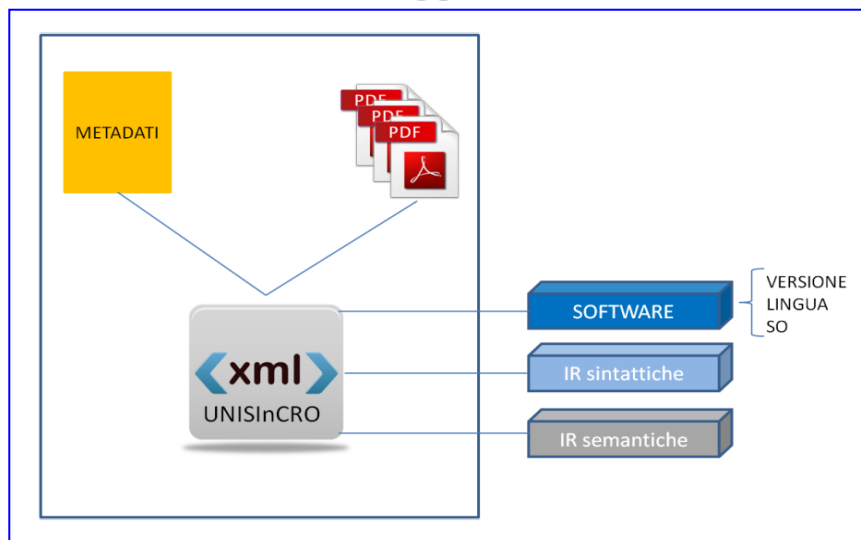 METADATI
PDF
PDF
PDF
SOFTWARE
VERSIONE
LINGUA
SO
xml
UNISInCRO
IR sintattiche
IR semantiche